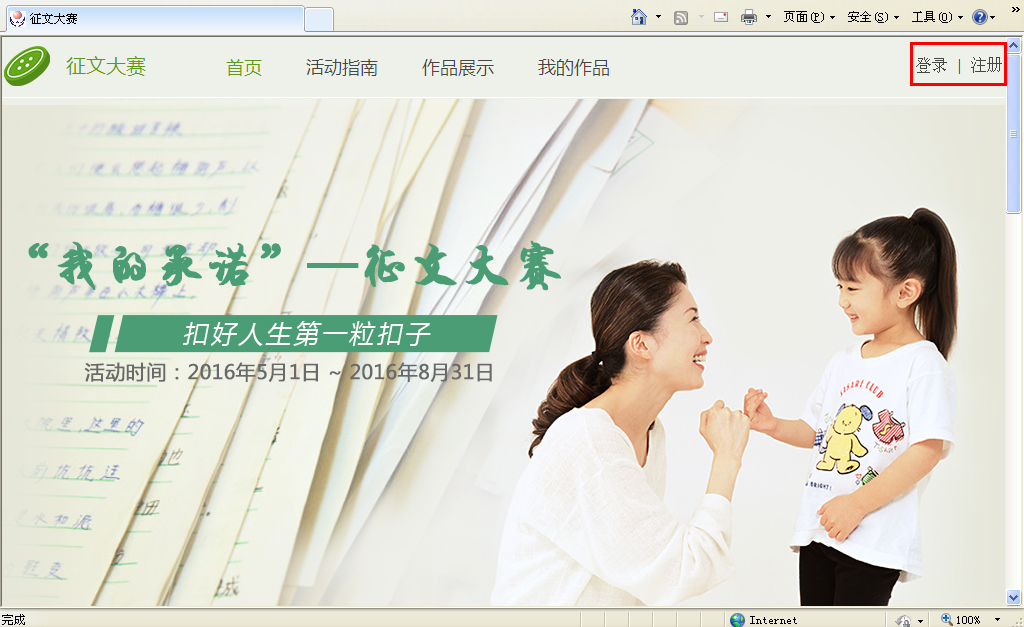 征文大赛
页面(P) 安全(S) 工具(O)
征文大赛 首页 活动指南 作品展示 我的作品 登录 | 注册
“我的承诺”——征文大赛
扣好人生第一粒扣子
活动时间：2016年5月1日 ~ 2016年8月31日
完成 Internet 100%